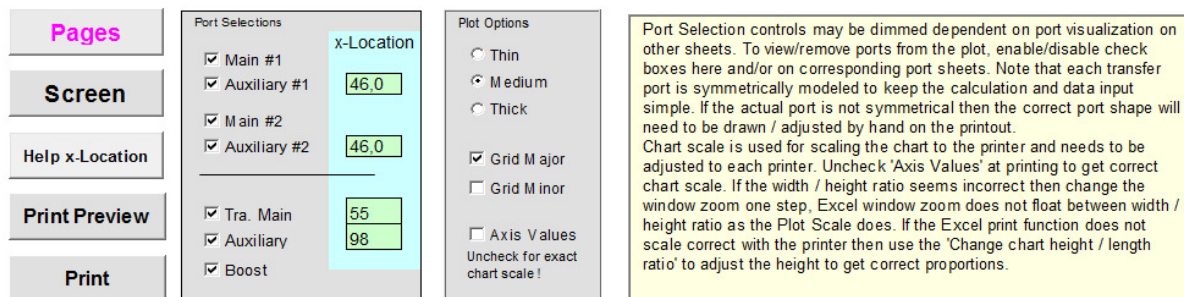 Pages
Screen
Help x-Location
Print Preview
Print
Port Selections
x-Location
Main #1
Auxiliary #1 46,0
Main #2
Auxiliary #2 46,0
Tra. Main 55
Auxiliary 98
Boost
Plot Options
Thin
Medium
Thick
Grid Major
Grid Minor
Axis Values
Uncheck for exact
chart scale !
Port Selection controls may be dimmed dependent on port visualization on
other sheets. To view/remove ports from the plot, enable/disable check
boxes here and/or on corresponding port sheets. Note that each transfer
port is symmetrically modeled to keep the calculation and data input
simple. If the actual port is not symmetrical then the correct port shape will
need to be drawn / adjusted by hand on the printout.
Chart scale is used for scaling the chart to the printer and needs to be
adjusted to each printer. Uncheck 'Axis Values' at printing to get correct
chart scale. If the width / height ratio seems incorrect then change the
window zoom one step, Excel window zoom does not float between width /
height ratio as the Plot Scale does. If the Excel print function does not
scale correct with the printer then use the 'Change chart height / length
ratio' to adjust the height to get correct proportions.